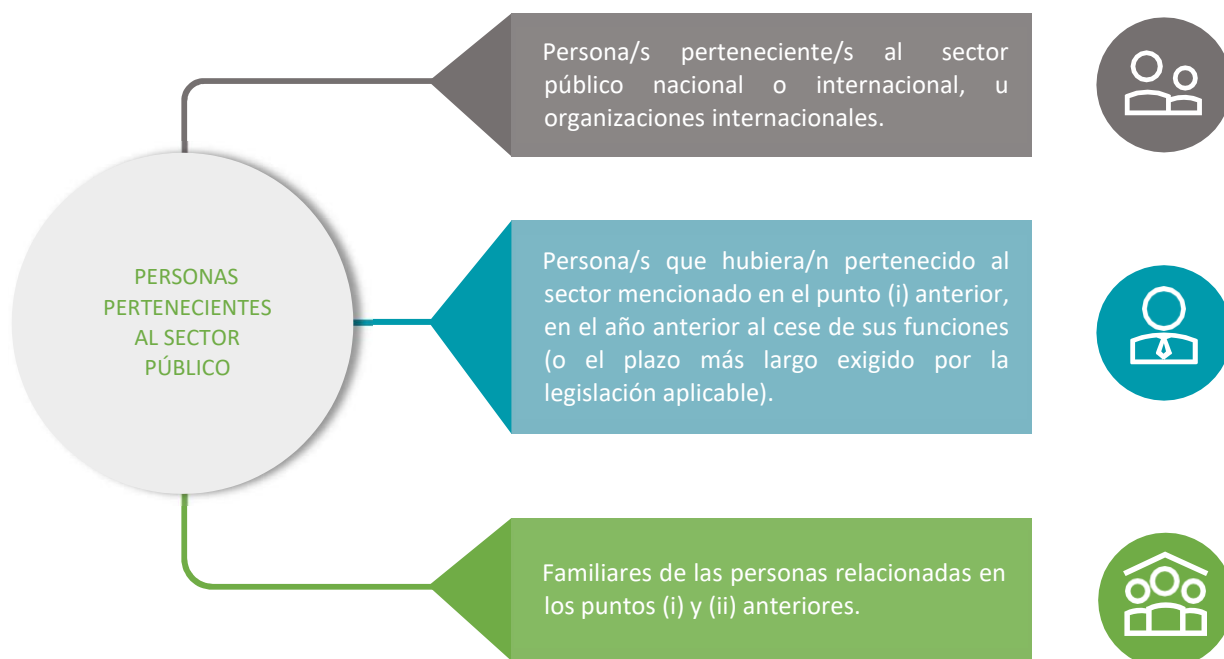 Persona/s perteneciente/s al sector
público nacional o internacional, u
organizaciones internacionales.
PERSONAS
PERTENECIENTES
AL SECTOR
PÚBLICO
Persona/s que hubiera/n pertenecido al
sector mencionado en el punto (i) anterior,
en el año anterior al cese de sus funciones
(o el plazo más largo exigido por la
legislación aplicable).
Familiares de las personas relacionadas en
los puntos (i) y (ii) anteriores.